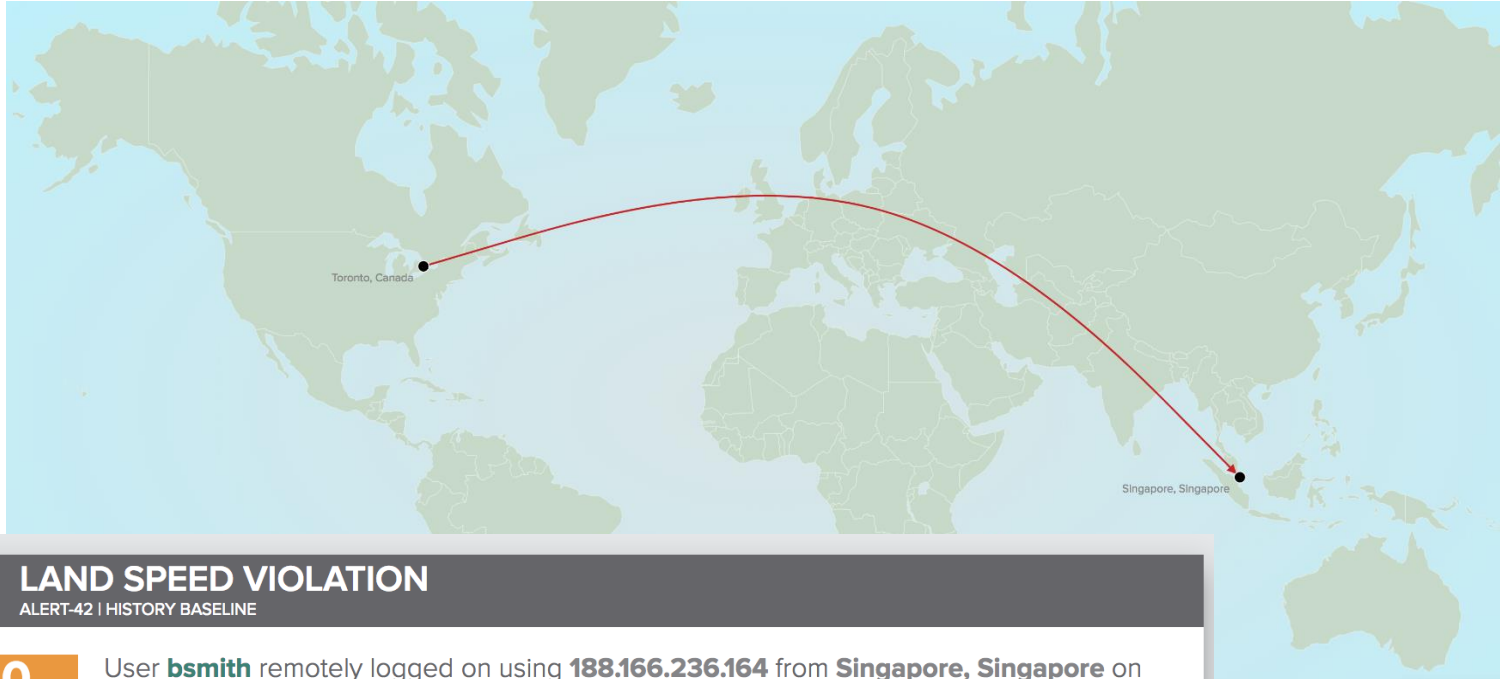 Toronto, Canada
Singapore, Singapore
LAND SPEED VIOLATION
ALERT-42 | HISTORY BASELINE
User bsmith remotely logged on using 188.166.236.164 from Singapore, Singapore on